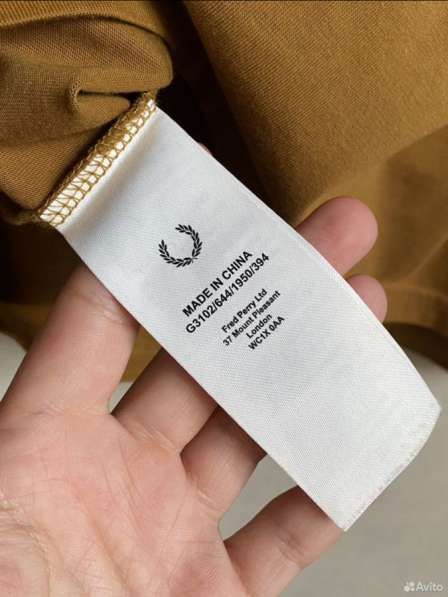 MADE IN CHINA
G3102/644/1950/394
Fred Perry Ltd
37 Mount Pleasant
London
WC1X 0AA
Avito